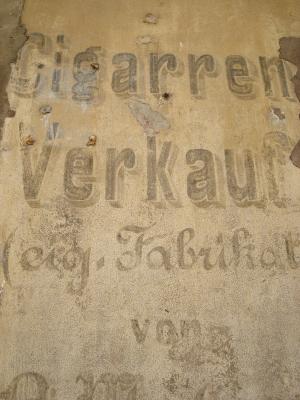 Cigarren
Verkauf
(eig. Fabrikat
von